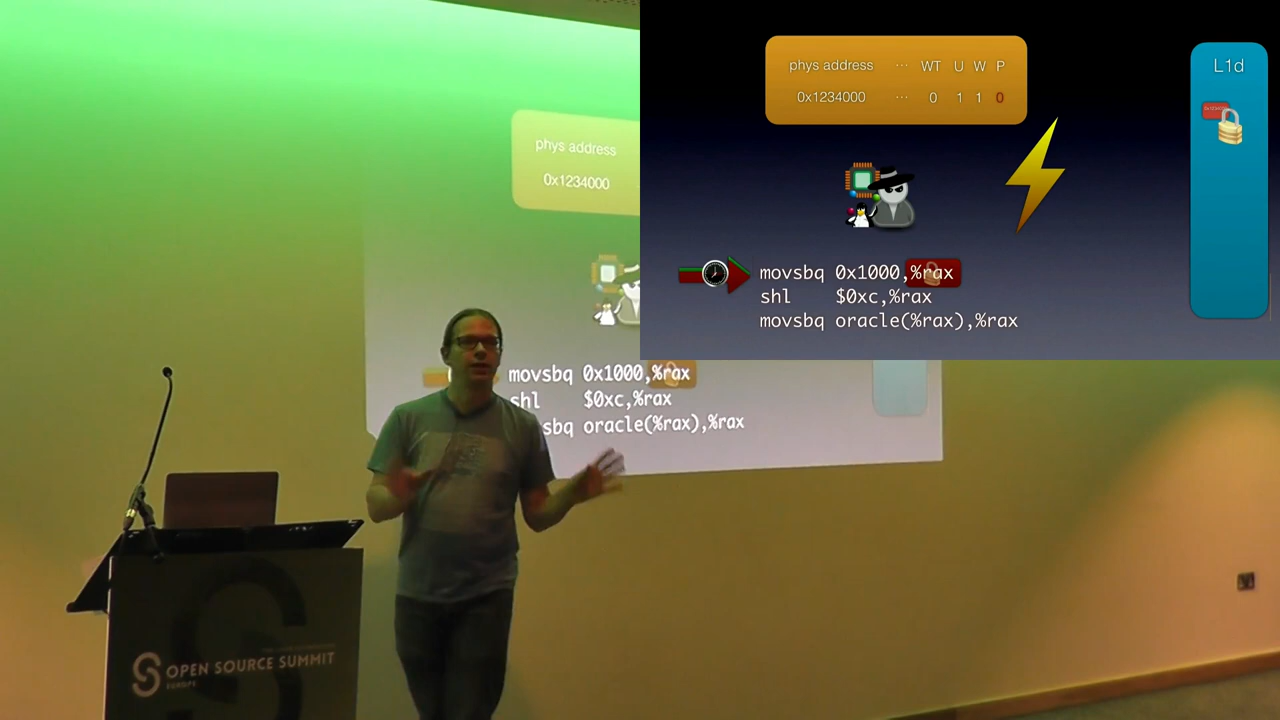 phys address ... WT U W P
0x1234000 ... 0 1 1 0
L1d
movsbq 0x1000,%rax
shl $0xc,%rax
movsbq oracle(%rax),%rax
phys address
0x1234000
movsbq 0x1000,%rax
shl $0xc,%rax
sbq oracle(%rax),%rax
OPEN SOURCE SUMMIT
EUROPE